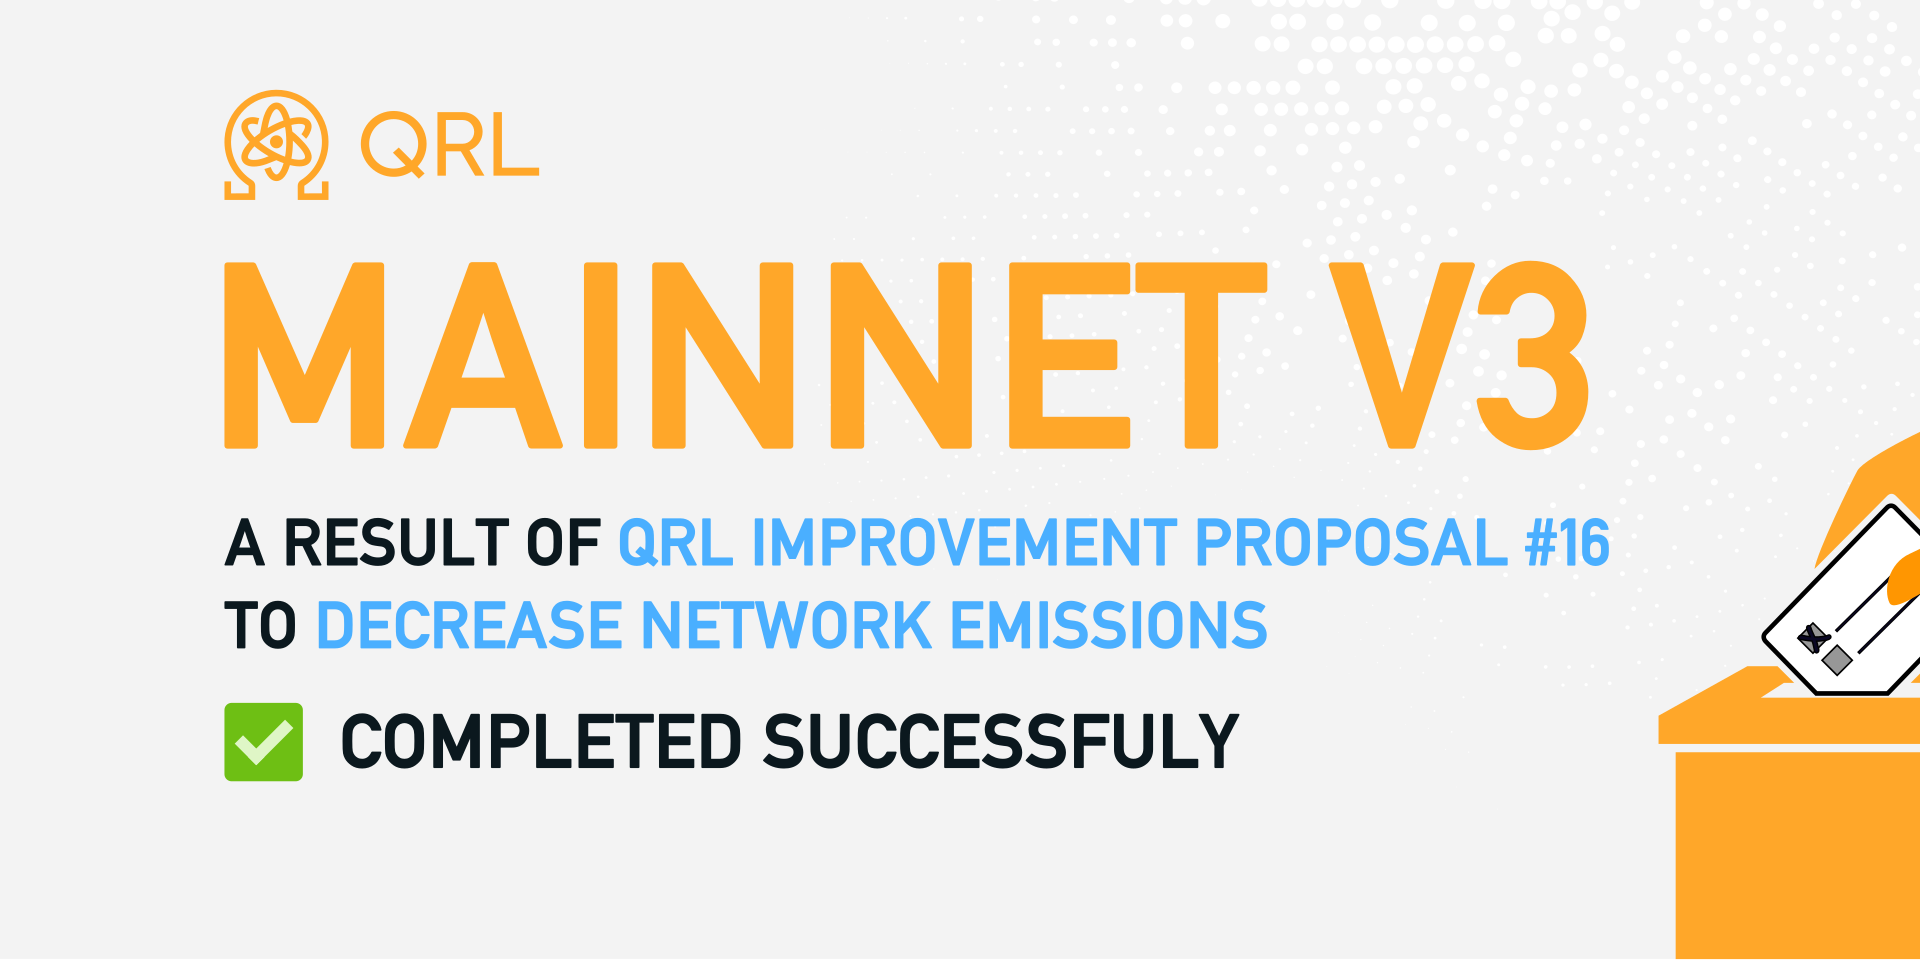 QRL
MAINNET V3
A RESULT OF QRL IMPROVEMENT PROPOSAL #16
TO DECREASE NETWORK EMISSIONS
COMPLETED SUCCESSFULY